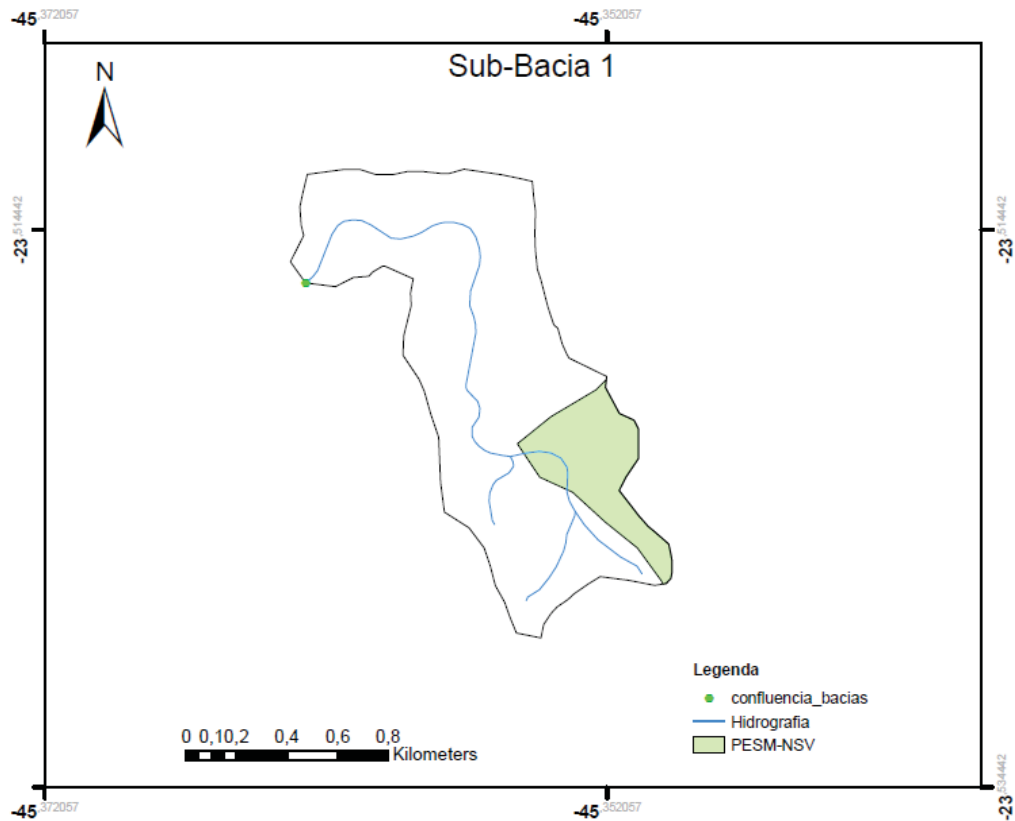 -45,372057
-45,352057
Sub-Bacia 1
N
-23,514442
-23,514442
Legenda
confluencia_bacias
Hidrografia
PESM-NSV
0 0,10,2 0,4 0,6 0,8
Kilometers
-45,372057
-45,352057
-23,534442